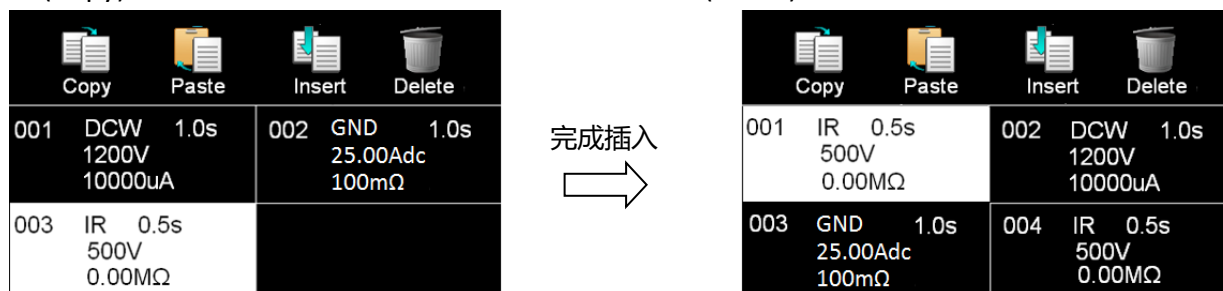 Copy Paste Insert Delete
001 DCW 1.0s
1200V
10000uA
002 GND 1.0s
25.00Adc
100mΩ
003 IR 0.5s
500V
0.00MΩ
完成插入
Copy Paste Insert Delete
001 IR 0.5s
500V
0.00MΩ
002 DCW 1.0s
1200V
10000uA
003 GND 1.0s
25.00Adc
100mΩ
004 IR 0.5s
500V
0.00MΩ